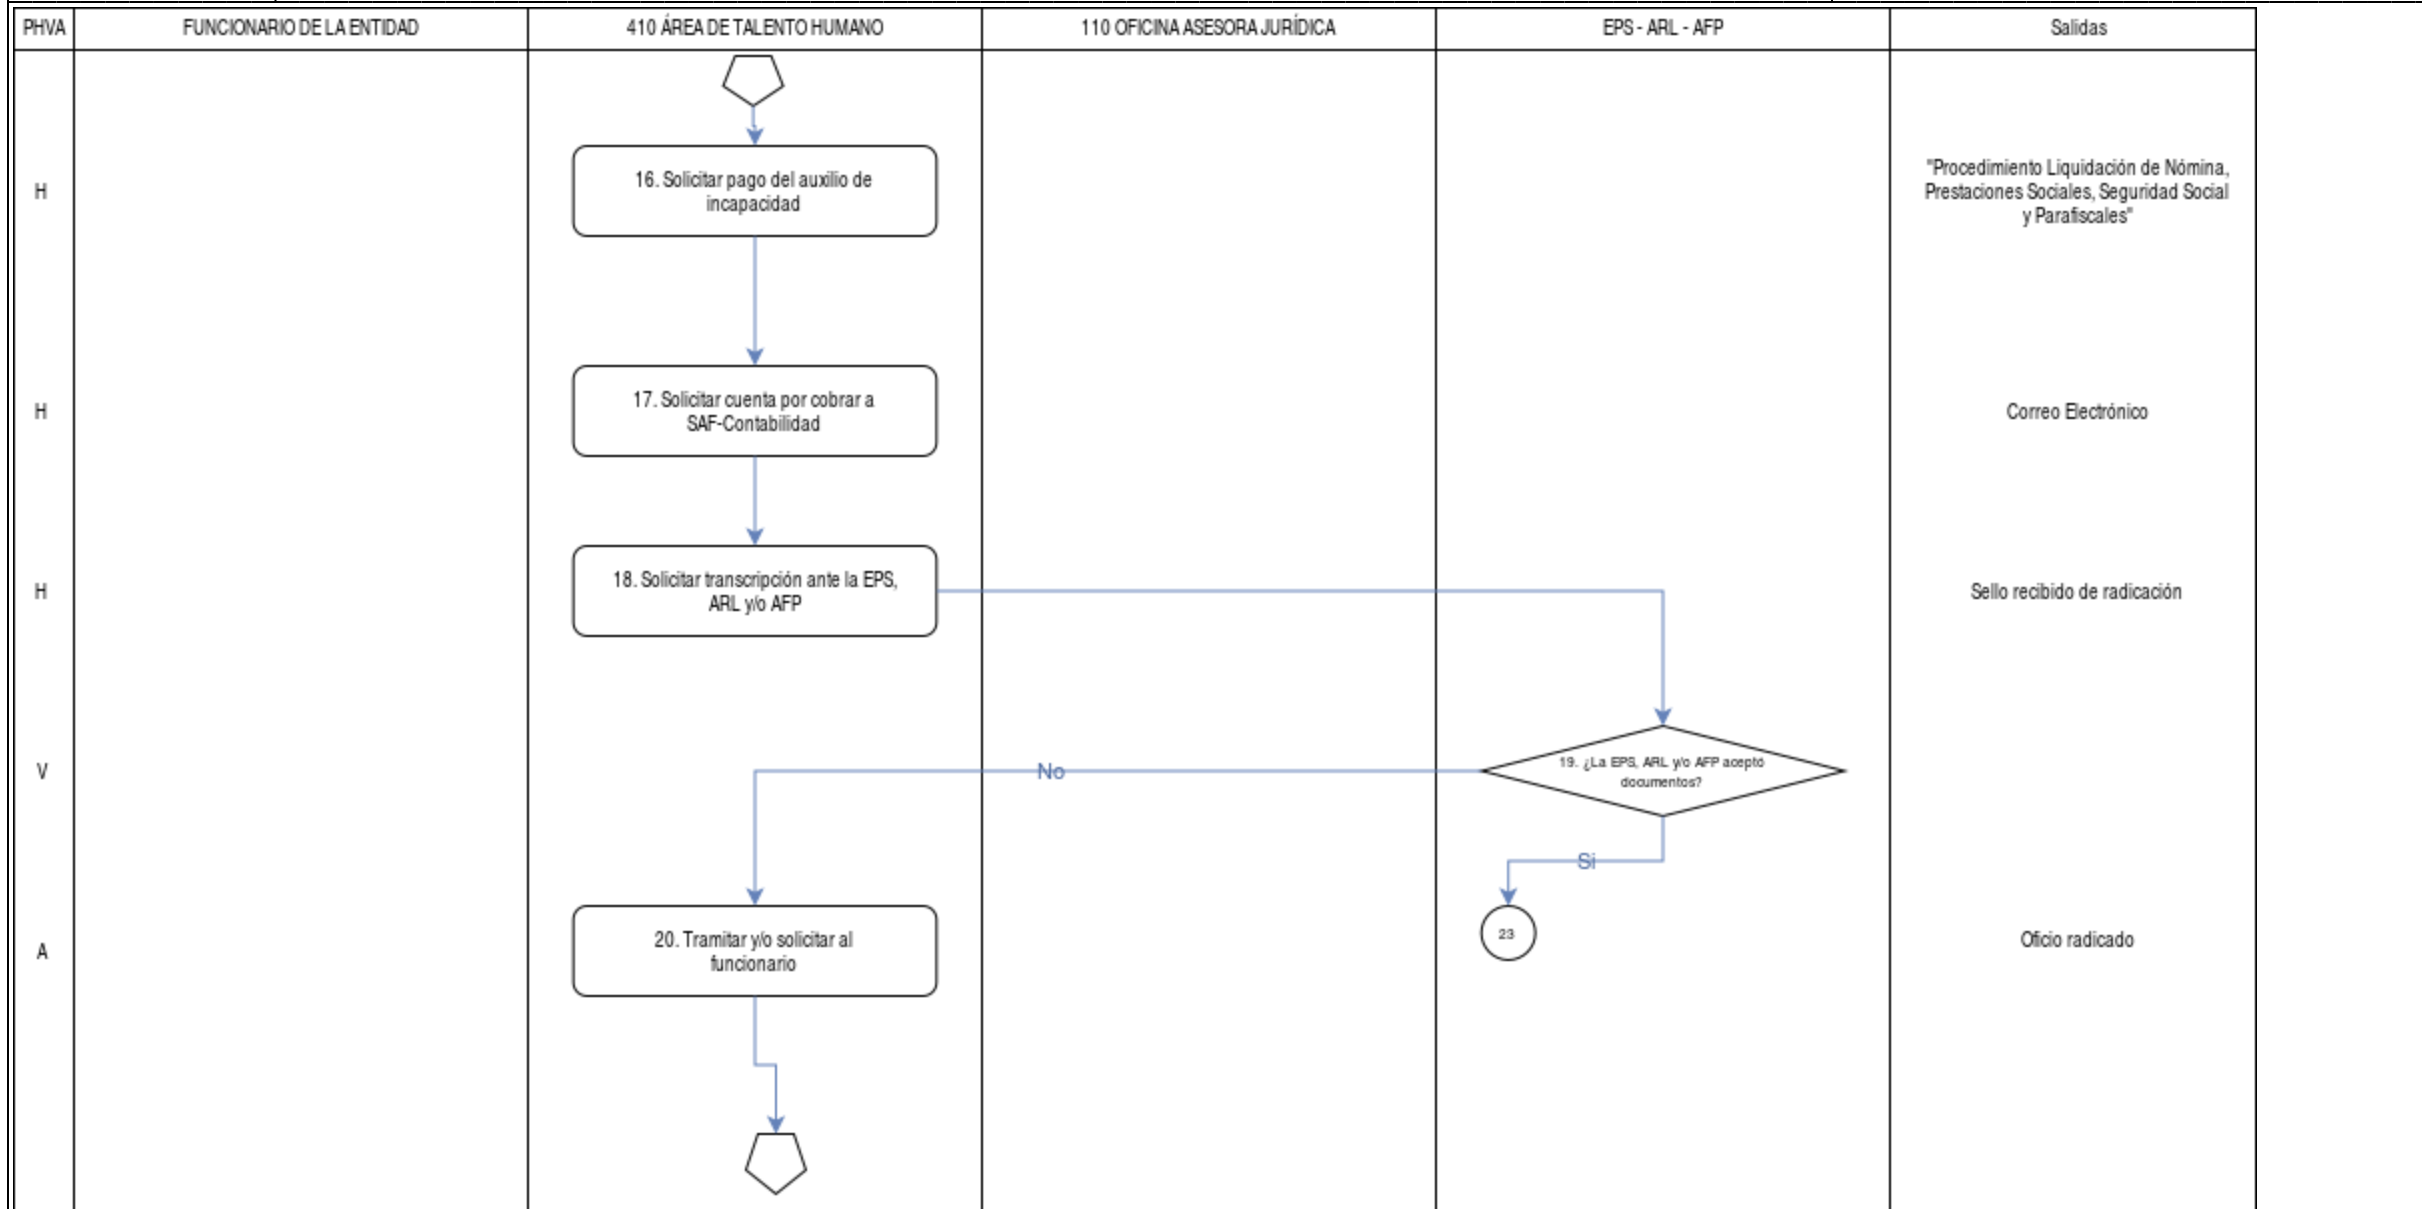 PHVA
FUNCIONARIO DE LA ENTIDAD
410 ÁREA DE TALENTO HUMANO
110 OFICINA ASESORA JURÍDICA
EPS - ARL - AFP
Salidas
H
16. Solicitar pago del auxilio de
incapacidad
"Procedimiento Liquidación de Nómina,
Prestaciones Sociales, Seguridad Social
y Parafiscales"
H
17. Solicitar cuenta por cobrar a
SAF-Contabilidad
Correo Electrónico
H
18. Solicitar transcripción ante la EPS,
ARL y/o AFP
Sello recibido de radicación
V
No
19. ¿La EPS, ARL y/o AFP aceptó
documentos?
Si
A
20. Tramitar y/o solicitar al
funcionario
23
Oficio radicado